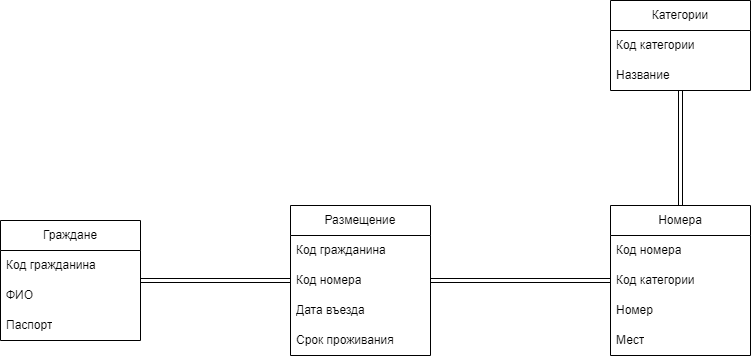 Категории
Код категории
Название
Граждане
Код гражданина
ФИО
Паспорт
Размещение
Код гражданина
Код номера
Дата въезда
Срок проживания
Номера
Код номера
Код категории
Номер
Мест